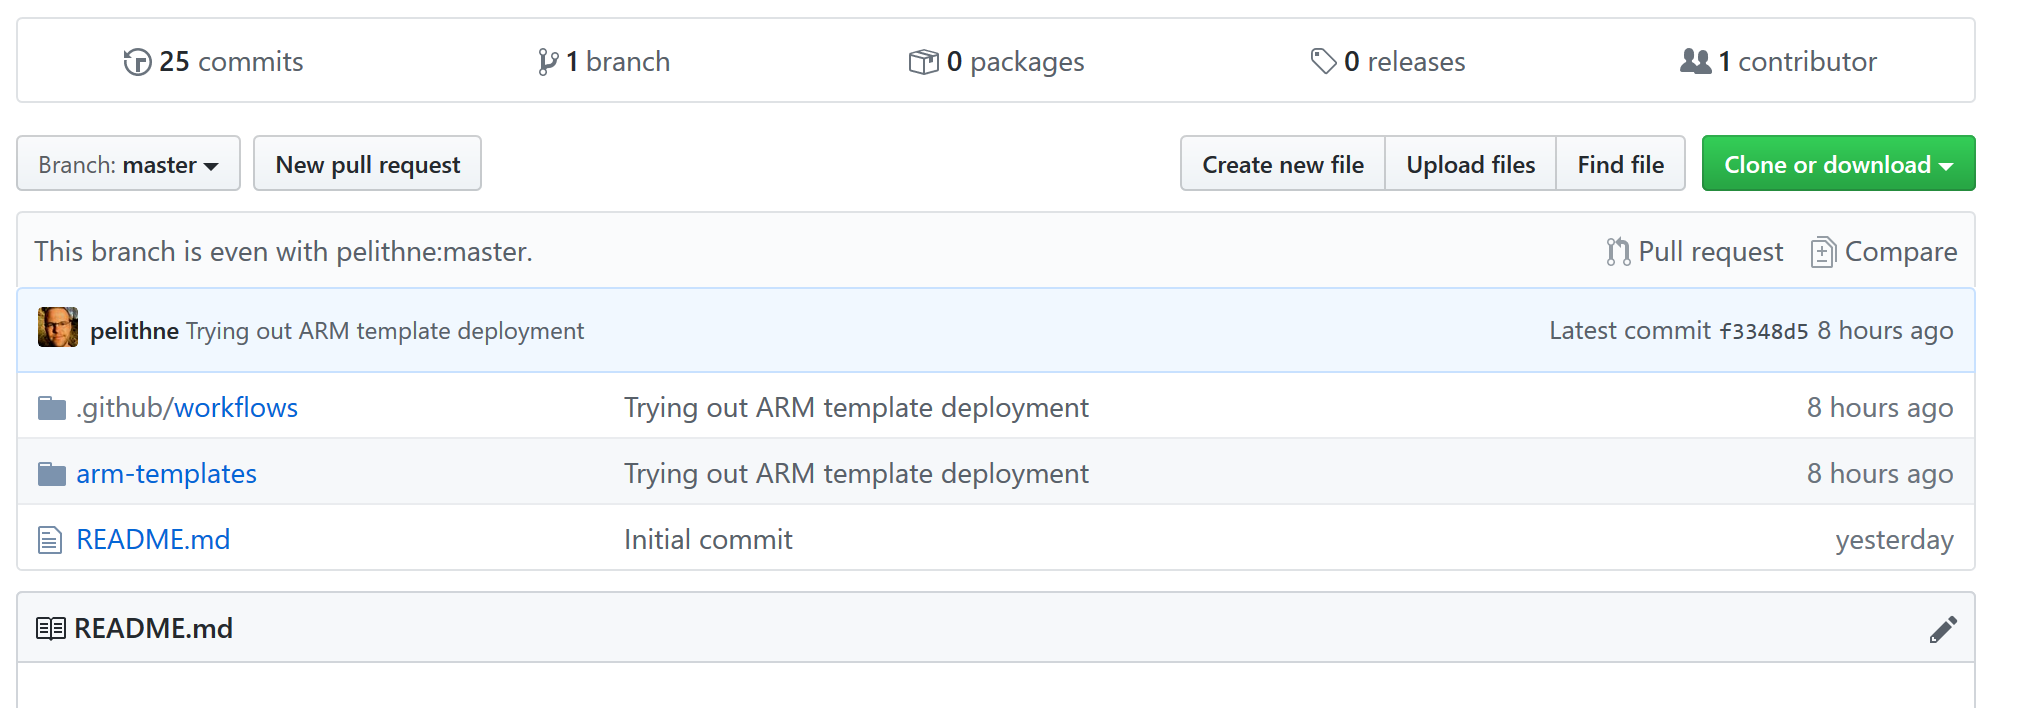 25 commits 1 branch 0 packages 0 releases 1 contributor
Branch: master New pull request Create new file Upload files Find file Clone or download
This branch is even with pelithne:master. Pull request Compare
pelithne Trying out ARM template deployment Latest commit f3348d5 8 hours ago
.github/workflows Trying out ARM template deployment 8 hours ago
arm-templates Trying out ARM template deployment 8 hours ago
README.md Initial commit yesterday
README.md